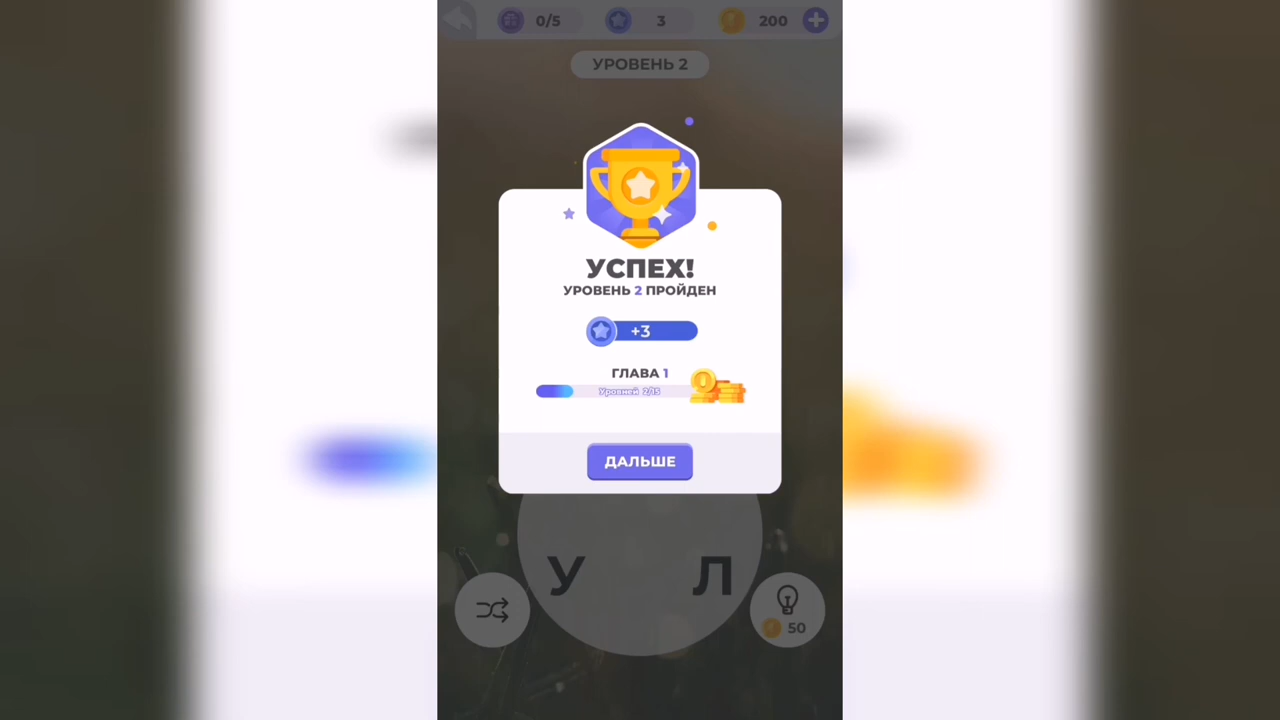 0/5
3
200
УРОВЕНЬ 2
УСПЕХ!
УРОВЕНЬ 2 ПРОЙДЕН
+3
ГЛАВА 1
Уровней 2/15
ДАЛЬШЕ
У Л
50